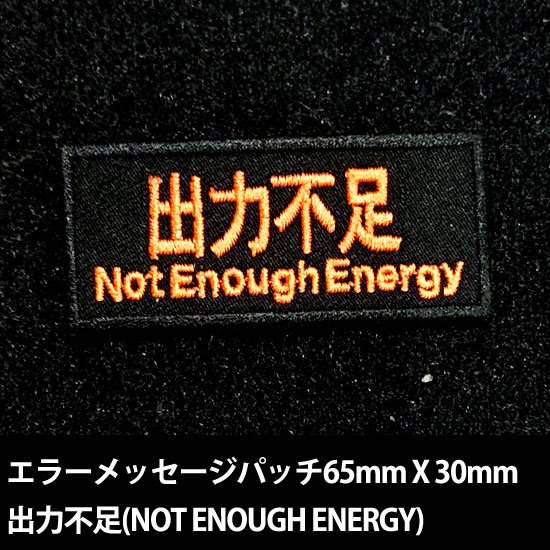 出力不足
Not Enough Energy
エラーメッセージパッチ65mm X 30mm
出力不足(NOT ENOUGH ENERGY)